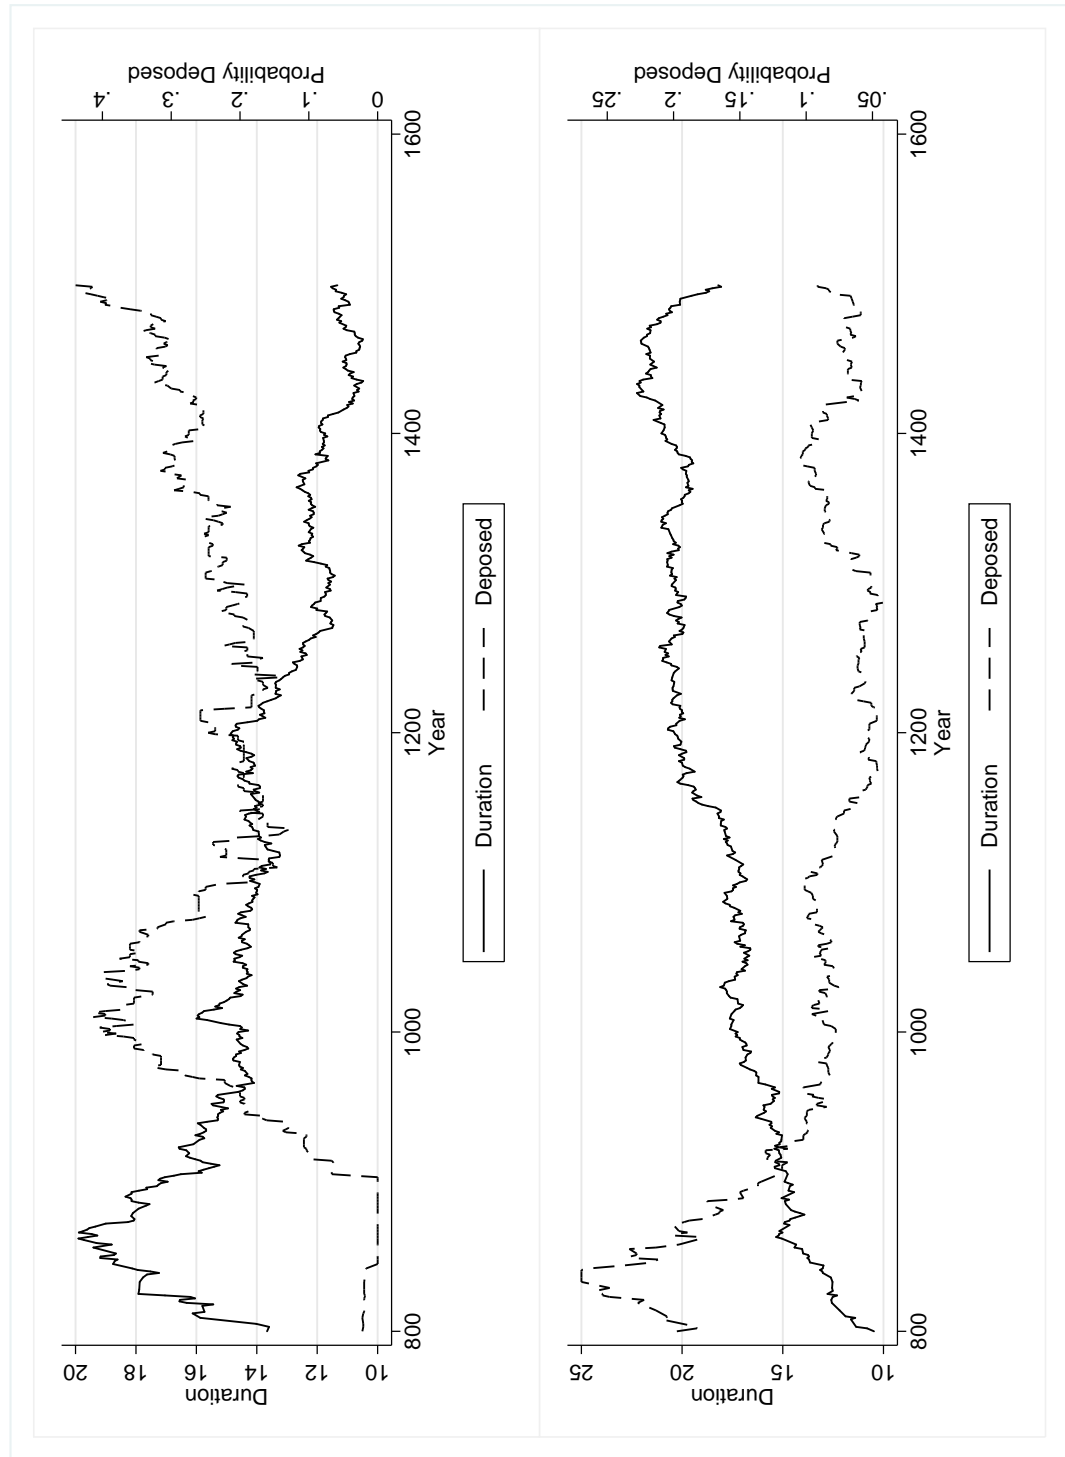 Duration
20
18
16
14
12
10
Probability Deposed
.4
.3
.2
.1
0
800 1000 1200 1400 1600
Year
Duration Deposed
Duration
25
20
15
10
Probability Deposed
.25
.2
.15
.1
.05
800 1000 1200 1400 1600
Year
Duration Deposed